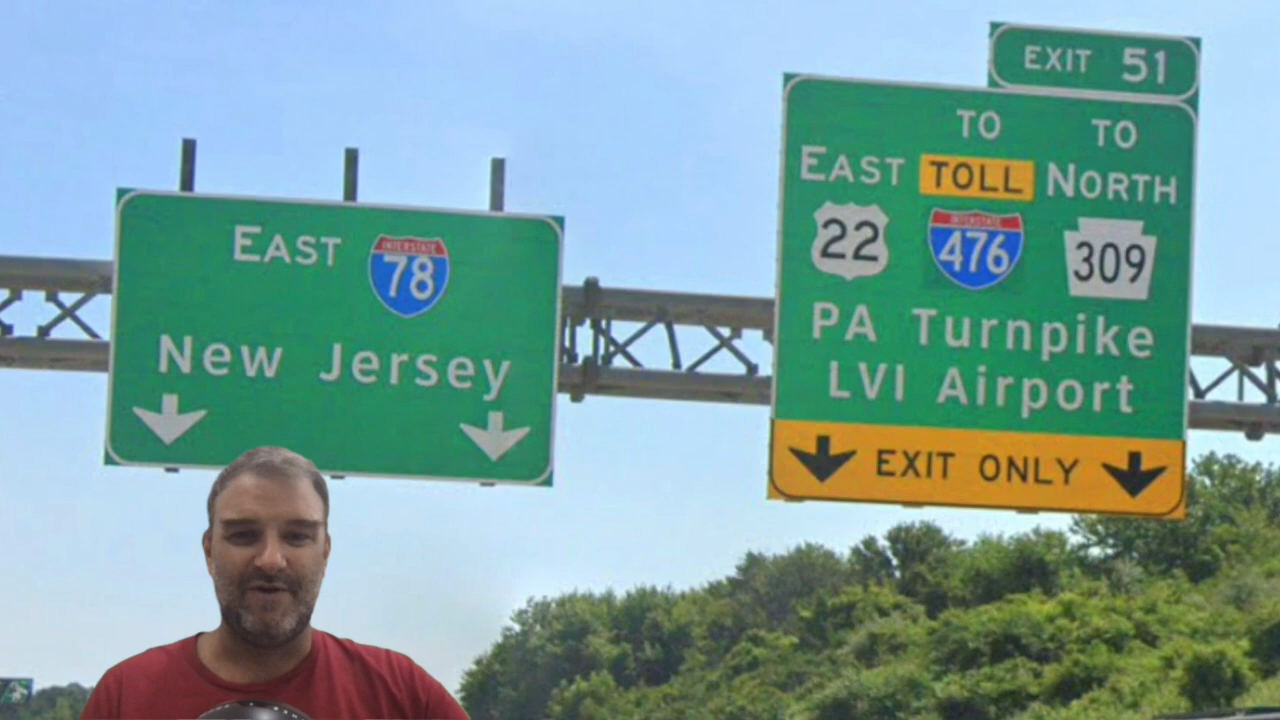 EAST INTERSTATE 78
New Jersey
EXIT 51
TO TO
EAST TOLL NORTH
22 INTERSTATE 476 309
PA Turnpike
LVI Airport
EXIT ONLY